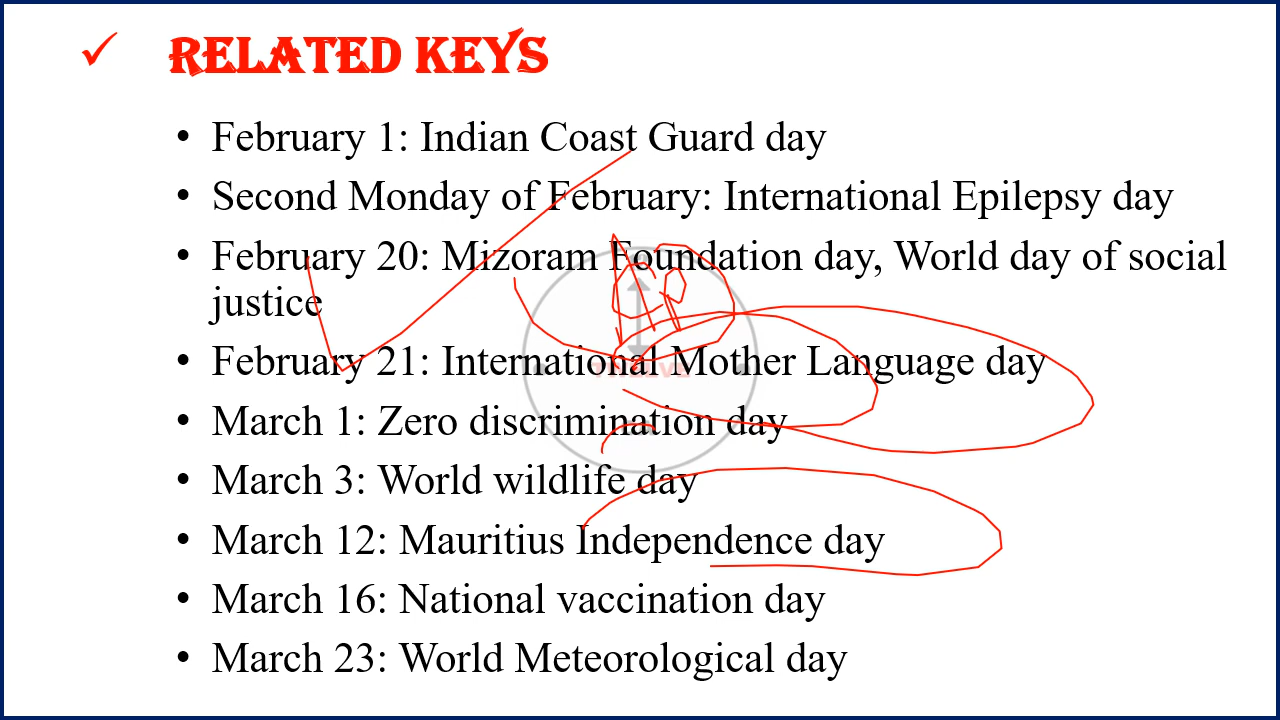 ✓ RELATED KEYS
• February 1: Indian Coast Guard day
• Second Monday of February: International Epilepsy day
• February 20: Mizoram Foundation day, World day of social
justice
• February 21: International Mother Language day
• March 1: Zero discrimination day
• March 3: World wildlife day
• March 12: Mauritius Independence day
• March 16: National vaccination day
• March 23: World Meteorological day